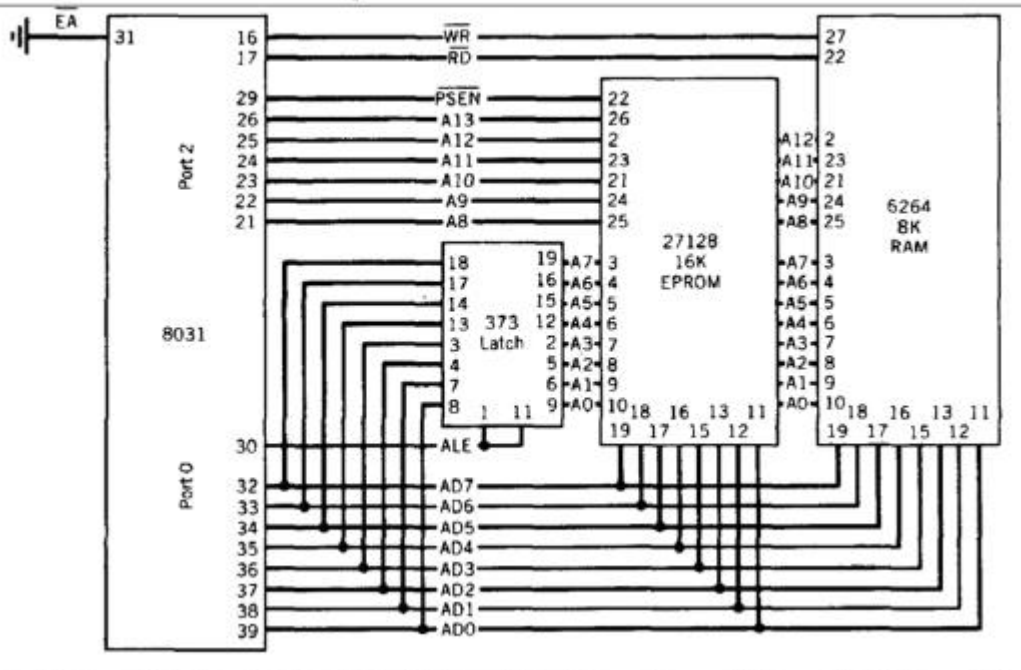 EA
31 16 WR 27
17 RD 22
29 PSEN 22
26 A13 26
25 A12 2 A12 2
24 A11 23 A11 23
23 A10 21 A10 21
22 A9 24 A9 24
21 A8 25 A8 25
Port 2
6264
8K
RAM
27128
16K
EPROM
18 19 A7 3 A7 3
17 16 A6 4 A6 4
14 15 A5 5 A5 5
13 12 A4 6 A4 6
3 2 A3 7 A3 7
4 5 A2 8 A2 8
7 6 A1 9 A1 9
8 9 A0 10 A0 10
373
Latch
8031
1 11
18 16 13 11
19 17 15 12
18 16 13 11
19 17 15 12
30 ALE
Port 0
32 AD7
33 AD6
34 AD5
35 AD4
36 AD3
37 AD2
38 AD1
39 AD0